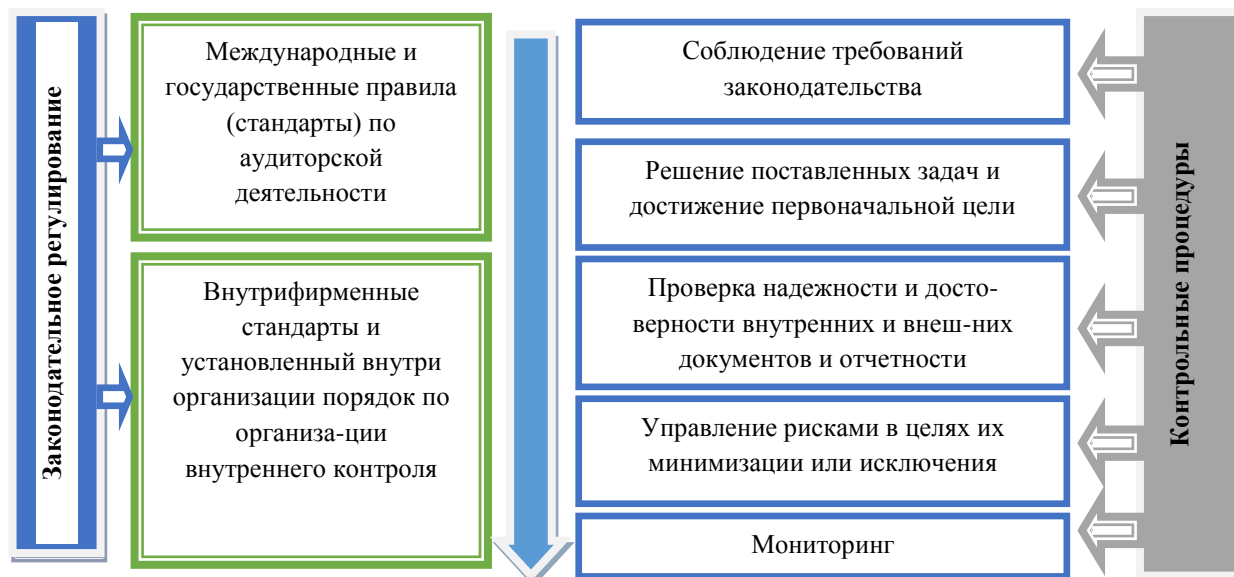 Законодательное регулирование
Международные и
государственные правила
(стандарты) по
аудиторской
деятельности
Внутрифирменные
стандарты и
установленный внутри
организации порядок по
организа-ции
внутреннего контроля
Соблюдение требований
законодательства
Решение поставленных задач и
достижение первоначальной цели
Проверка надежности и досто-
верности внутренних и внеш-них
документов и отчетности
Управление рисками в целях их
минимизации или исключения
Мониторинг
Контрольные процедуры